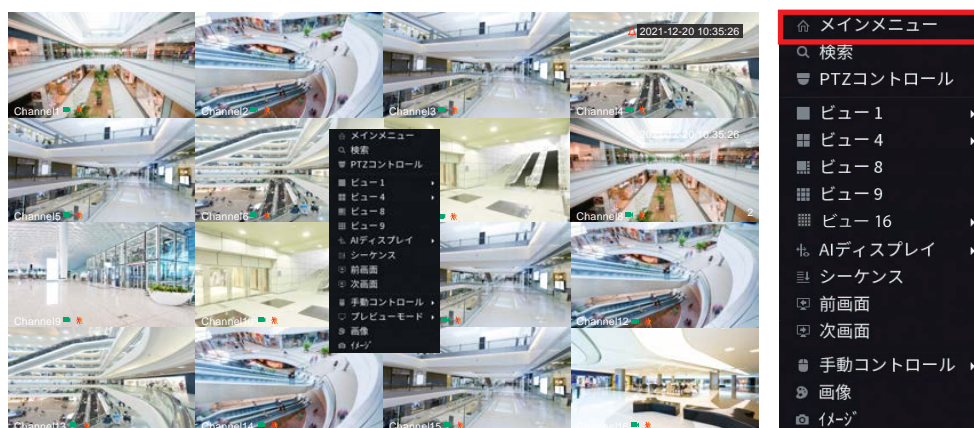 2021-12-20 10:35:26
Channel1
Channel2
Channel3
Channel4
メインメニュー
検索
PTZコントロール
ビュー 1
ビュー 4
ビュー 8
ビュー 9
AIディスプレイ
シーケンス
前画面
次画面
手動コントロール
プレビューモード
画像
ｲﾒｰｼﾞ
2021-12-20 10:35:26
Channel5
Channel6
Channel8
2
Channel9
Channel10
Channel12
Channel13
Channel14
Channel15
メインメニュー
検索
PTZコントロール
ビュー 1
ビュー 4
ビュー 8
ビュー 9
ビュー 16
AIディスプレイ
シーケンス
前画面
次画面
手動コントロール
画像
ｲﾒｰｼﾞ